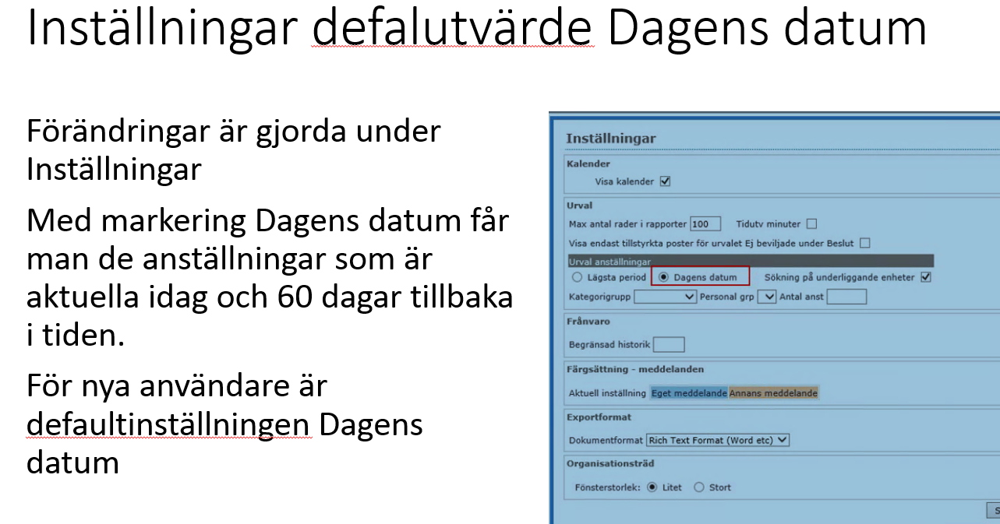 Inställningar defalutvärde Dagens datum
Förändringar är gjorda under
Inställningar
Med markering Dagens datum får
man de anställningar som är
aktuella idag och 60 dagar tillbaka
i tiden.
För nya användare är
defaultinställningen Dagens
datum
Inställningar
Kalender
Visa kalender
Urval
Max antal rader i rapporter 100 Tidutv minuter
Visa endast tillstyrkta poster för urvalet Ej beviljade under Beslut
Urval anställningar
Lägsta period Dagens datum Sökning på underliggande enheter
Kategorigrupp Personal grp Antal anst
Frånvaro
Begränsad historik
Färgsättning - meddelanden
Aktuell inställning Eget meddelande Annans meddelande
Exportformat
Dokumentformat Rich Text Format (Word etc)
Organisationsträd
Fönsterstorlek: Litet Stort